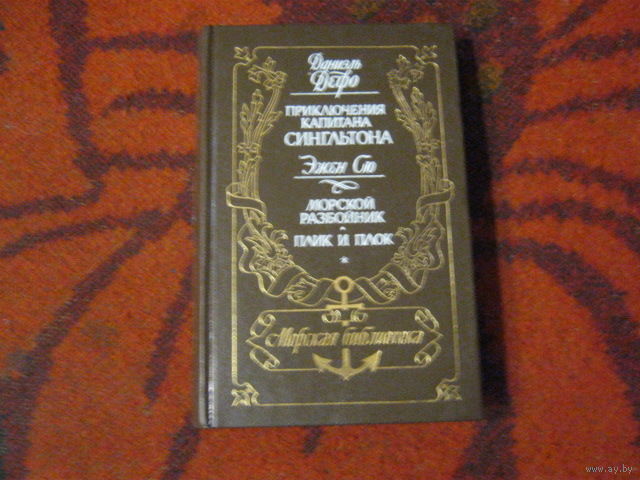 Даниэль
Дефо
ПРИКЛЮЧЕНИЯ
КАПИТАНА
СИНГЛЬТОНА
Эжен Сю
МОРСКОЙ
РАЗБОЙНИК
*
ПЛИК И ПЛОК
*
Морская библиотека
www.ay.by